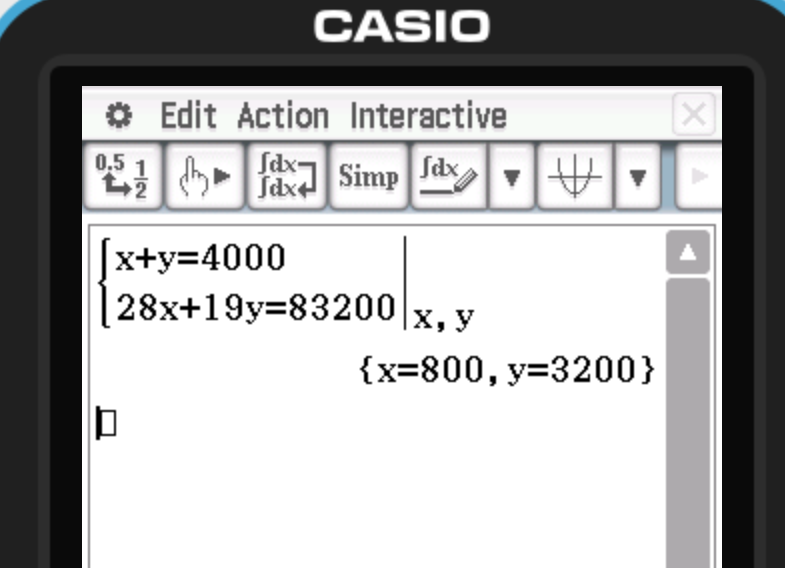 CASIO
Edit Action Interactive
0.5 1/2 ∫dx ∫dx Simp ∫dx
x+y=4000
28x+19y=83200 x, y
{x=800, y=3200}